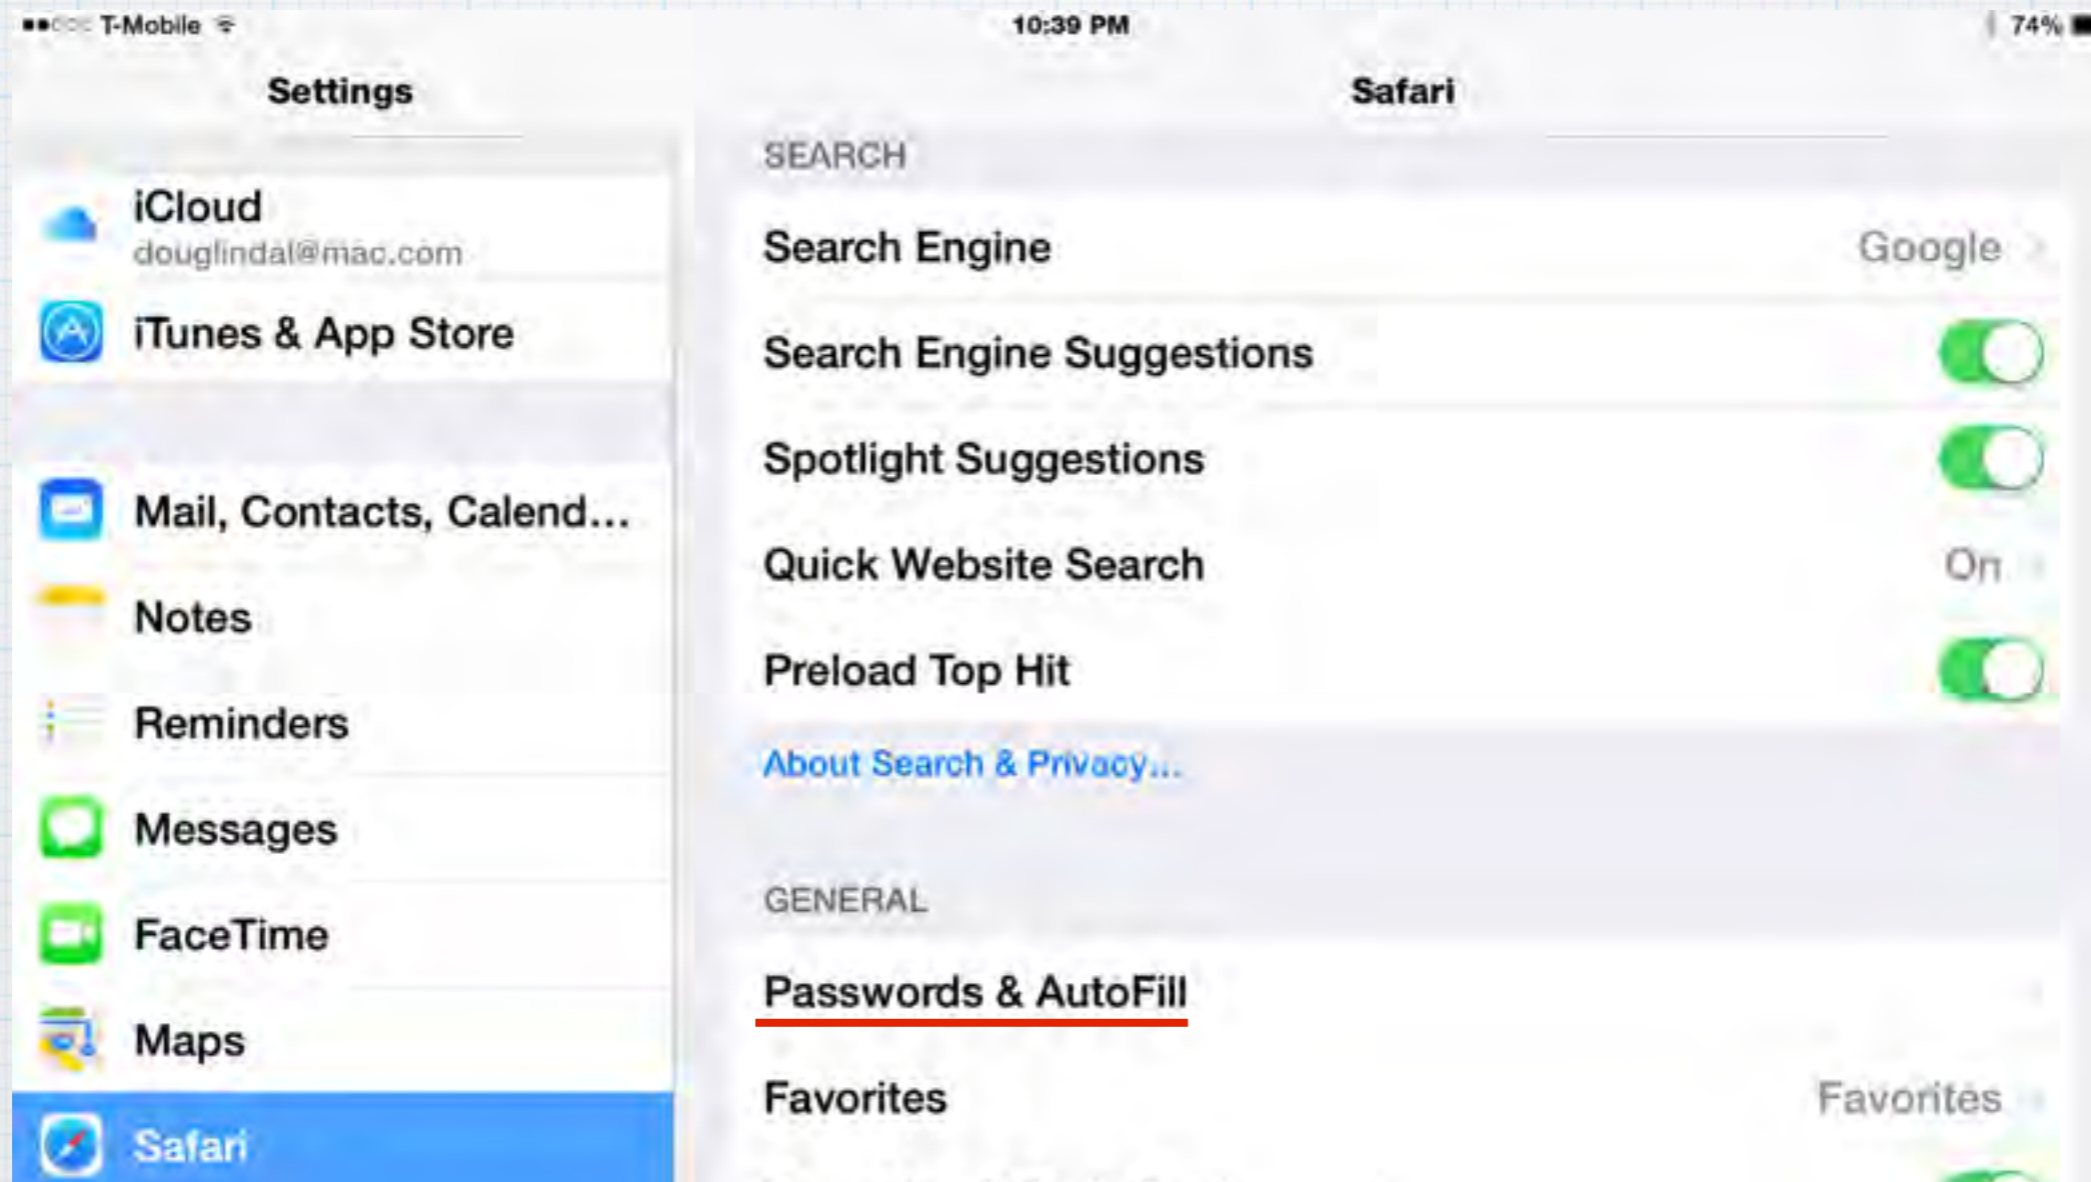 T-Mobile
10:39 PM
74%
Settings
Safari
iCloud
douglindal@mac.com
iTunes & App Store
Mail, Contacts, Calend...
Notes
Reminders
Messages
FaceTime
Maps
Safari
SEARCH
Search Engine
Google
Search Engine Suggestions
Spotlight Suggestions
Quick Website Search
On
Preload Top Hit
About Search & Privacy...
GENERAL
Passwords & AutoFill
Favorites
Favorites